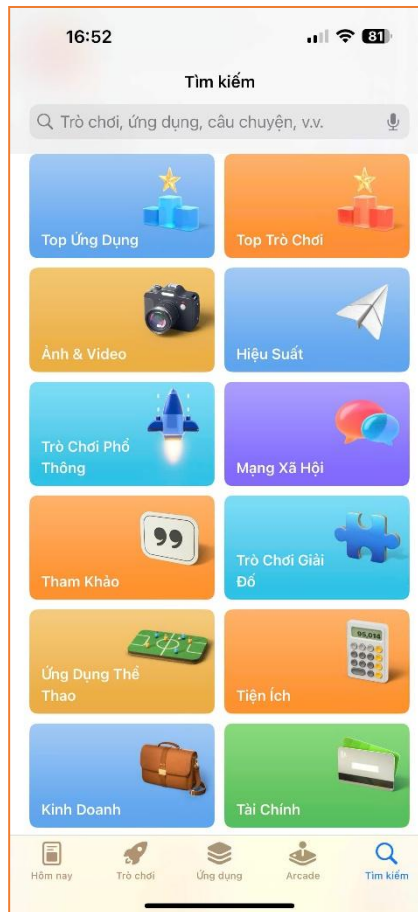 16:52
81
Tìm kiếm
Trò chơi, ứng dụng, câu chuyện, v.v.
Top Ứng Dụng
Top Trò Chơi
Ảnh & Video
Hiệu Suất
Trò Chơi Phổ
Thông
Mạng Xã Hội
Tham Khảo
Trò Chơi Giải
Đố
Ứng Dụng Thể
Thao
95,014
Tiện Ích
Kinh Doanh
Tài Chính
Hôm nay
Trò chơi
Ứng dụng
Arcade
Tìm kiếm